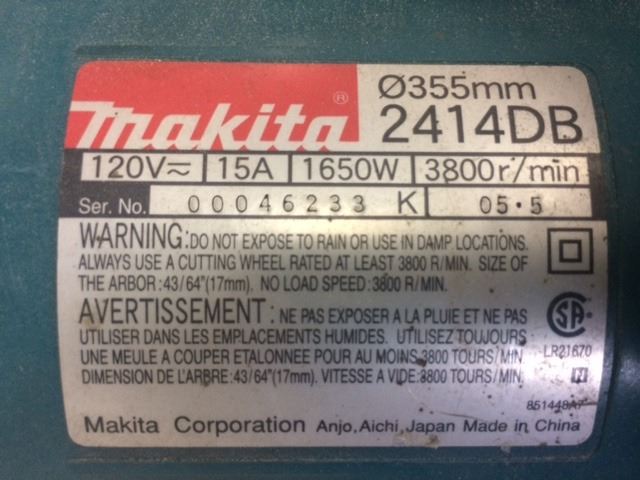 Makita ® Ø355mm
2414DB
120V≂ 15A 1650W 3800r/min
Ser. No. 00046233 K 05·5
WARNING: DO NOT EXPOSE TO RAIN OR USE IN DAMP LOCATIONS.
ALWAYS USE A CUTTING WHEEL RATED AT LEAST 3800 R/MIN. SIZE OF
THE ARBOR: 43/64"(17mm). NO LOAD SPEED: 3800 R/MIN.
AVERTISSEMENT : NE PAS EXPOSER A LA PLUIE ET NE PAS
UTILISER DANS LES EMPLACEMENTS HUMIDES. UTILISEZ TOUJOURS
UNE MEULE A COUPER ETALONNEE POUR AU MOINS 3800 TOURS/MIN
DIMENSION DE L'ARBRE: 43/64"(17mm). VITESSE A VIDE: 3800 TOURS/MIN.
SA
LR21670
N
851448A7
Makita Corporation Anjo, Aichi, Japan Made in China